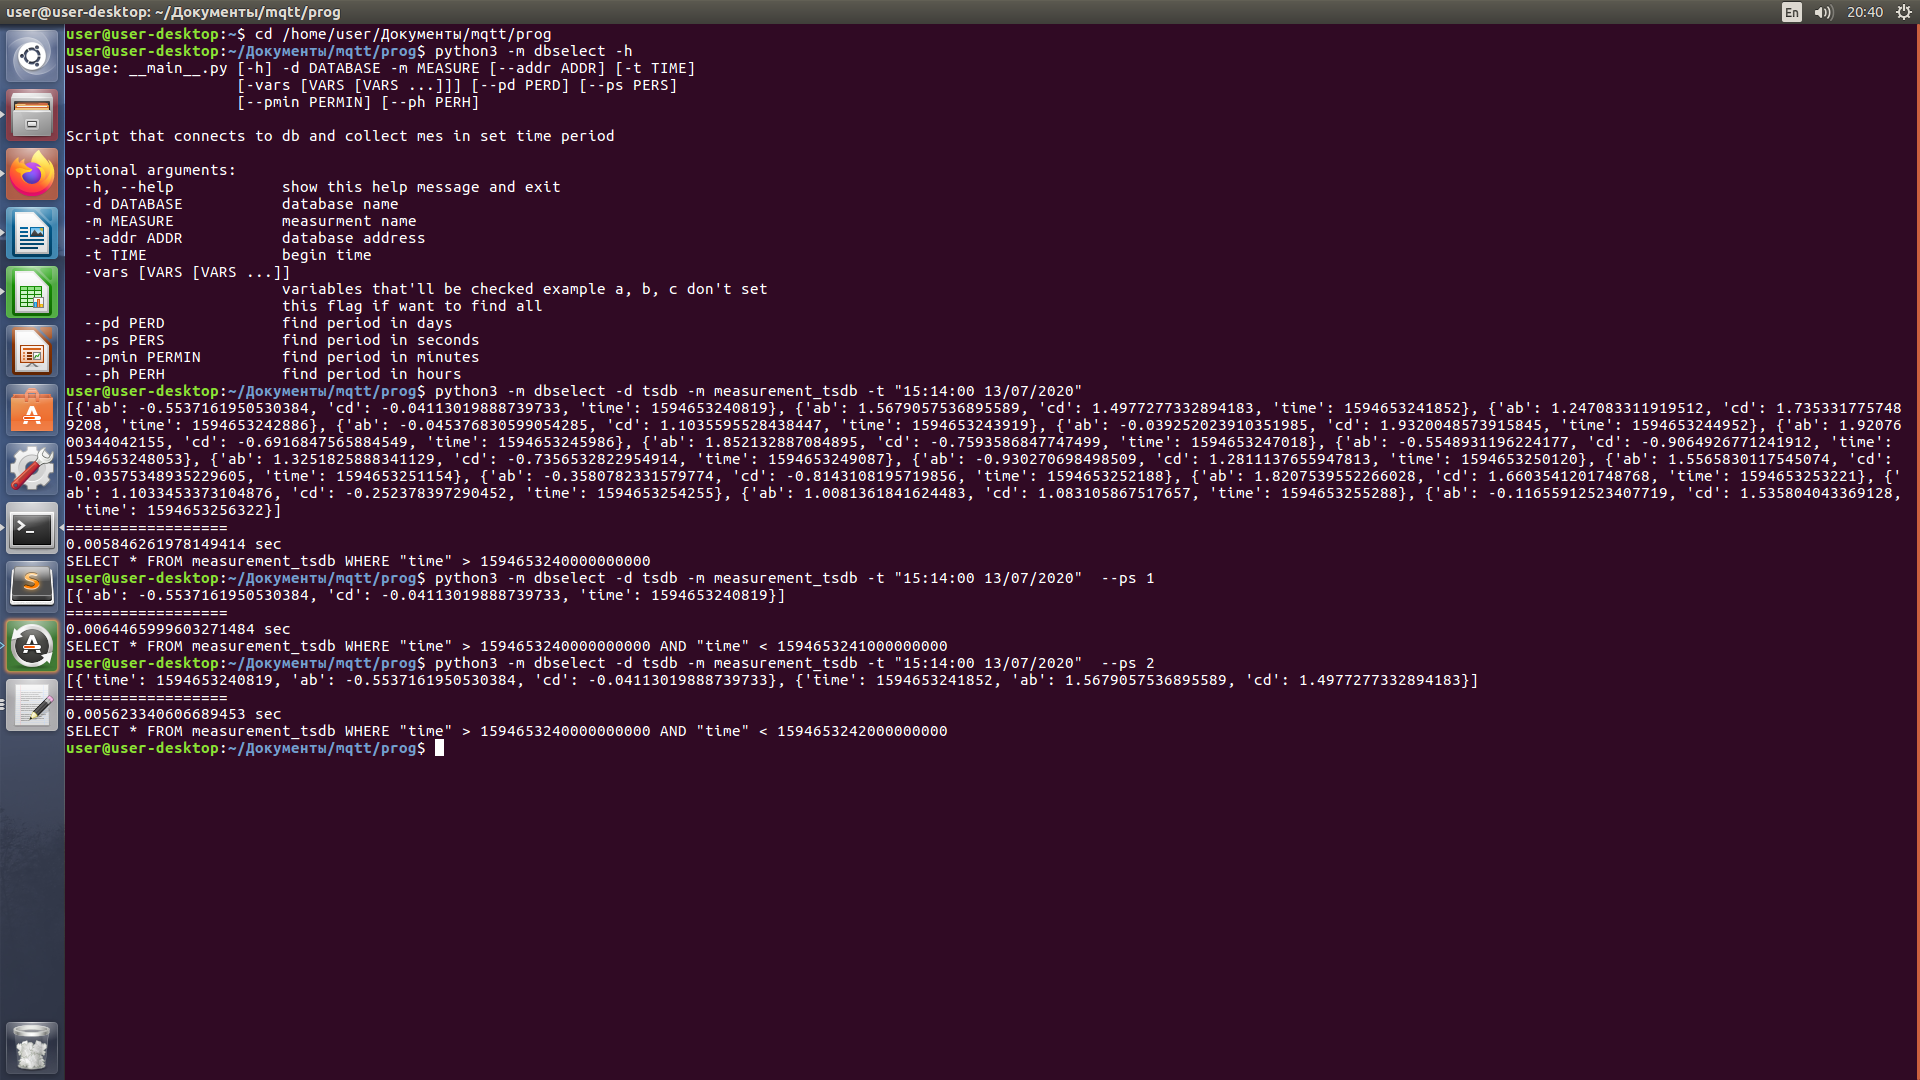 user@user-desktop: ~/Документы/mqtt/prog
En
20:40
user@user-desktop:~$ cd /home/user/Документы/mqtt/prog
user@user-desktop:~/Документы/mqtt/prog$ python3 -m dbselect -h
usage: __main__.py [-h] -d DATABASE -m MEASURE [--addr ADDR] [-t TIME]
                   [-vars [VARS [VARS ...]]] [--pd PERD] [--ps PERS]
                   [--pmin PERMIN] [--ph PERH]
Script that connects to db and collect mes in set time period
optional arguments:
  -h, --help            show this help message and exit
  -d DATABASE           database name
  -m MEASURE            measurment name
  --addr ADDR           database address
  -t TIME               begin time
  -vars [VARS [VARS ...]]
                        variables that'll be checked example a, b, c don't set
                        this flag if want to find all
  --pd PERD             find period in days
  --ps PERS             find period in seconds
  --pmin PERMIN         find period in minutes
  --ph PERH             find period in hours
user@user-desktop:~/Документы/mqtt/prog$ python3 -m dbselect -d tsdb -m measurement_tsdb -t "15:14:00 13/07/2020"
[{'ab': -0.5537161950530384, 'cd': -0.04113019888739733, 'time': 1594653240819}, {'ab': 1.5679057536895589, 'cd': 1.4977277332894183, 'time': 1594653241852}, {'ab': 1.247083311919512, 'cd': 1.735331775748
9208, 'time': 1594653242886}, {'ab': -0.045376830599054285, 'cd': 1.1035595528438447, 'time': 1594653243919}, {'ab': -0.039252023910351985, 'cd': 1.9320048573915845, 'time': 1594653244952}, {'ab': 1.92076
00344042155, 'cd': -0.6916847565884549, 'time': 1594653245986}, {'ab': 1.852132887084895, 'cd': -0.7593586847747499, 'time': 1594653247018}, {'ab': -0.5548931196224177, 'cd': -0.9064926771241912, 'time':
1594653248053}, {'ab': 1.3251825888341129, 'cd': -0.7356532822954914, 'time': 1594653249087}, {'ab': -0.930270698498509, 'cd': 1.2811137655947813, 'time': 1594653250120}, {'ab': 1.5565830117545074, 'cd':
-0.03575348935229605, 'time': 1594653251154}, {'ab': -0.3580782331579774, 'cd': -0.8143108195719856, 'time': 1594653252188}, {'ab': 1.8207539552266028, 'cd': 1.6603541201748768, 'time': 1594653253221}, {'
ab': 1.1033453373104876, 'cd': -0.252378397290452, 'time': 1594653254255}, {'ab': 1.0081361841624483, 'cd': 1.083105867517657, 'time': 1594653255288}, {'ab': -0.11655912523407719, 'cd': 1.535804043369128,
 'time': 1594653256322}]
==================
0.005846261978149414 sec
SELECT * FROM measurement_tsdb WHERE "time" > 1594653240000000000
user@user-desktop:~/Документы/mqtt/prog$ python3 -m dbselect -d tsdb -m measurement_tsdb -t "15:14:00 13/07/2020"  --ps 1
[{'ab': -0.5537161950530384, 'cd': -0.04113019888739733, 'time': 1594653240819}]
==================
0.0064465999603271484 sec
SELECT * FROM measurement_tsdb WHERE "time" > 1594653240000000000 AND "time" < 1594653241000000000
user@user-desktop:~/Документы/mqtt/prog$ python3 -m dbselect -d tsdb -m measurement_tsdb -t "15:14:00 13/07/2020"  --ps 2
[{'time': 1594653240819, 'ab': -0.5537161950530384, 'cd': -0.04113019888739733}, {'time': 1594653241852, 'ab': 1.5679057536895589, 'cd': 1.4977277332894183}]
==================
0.005623340606689453 sec
SELECT * FROM measurement_tsdb WHERE "time" > 1594653240000000000 AND "time" < 1594653242000000000
user@user-desktop:~/Документы/mqtt/prog$